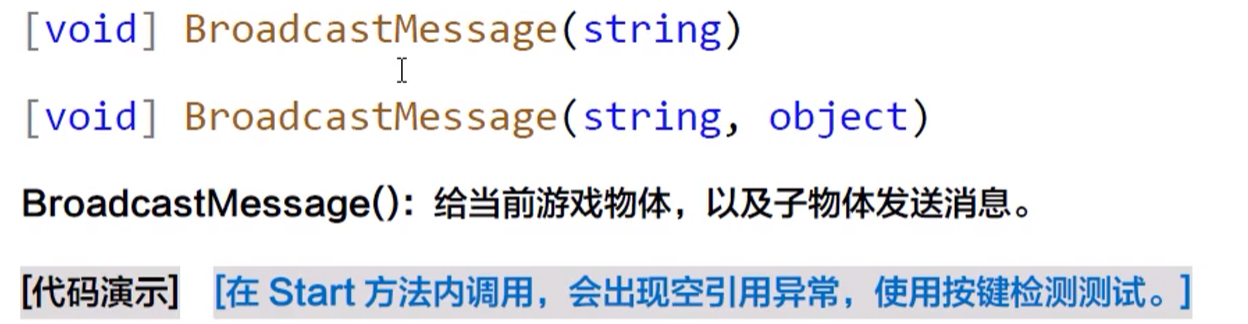 [void] BroadcastMessage(string)
[void] BroadcastMessage(string, object)
BroadcastMessage()：给当前游戏物体，以及子物体发送消息。
[代码演示] [在 Start 方法内调用，会出现空引用异常，使用按键检测测试。]